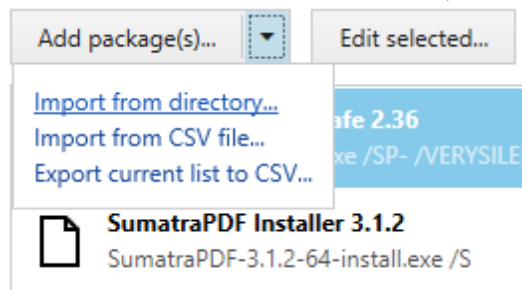 Add package(s)...
Edit selected...
Import from directory...
Import from CSV file...
Export current list to CSV...
afe 2.36
xe /SP- /VERYSILE
SumatraPDF Installer 3.1.2
SumatraPDF-3.1.2-64-install.exe /S